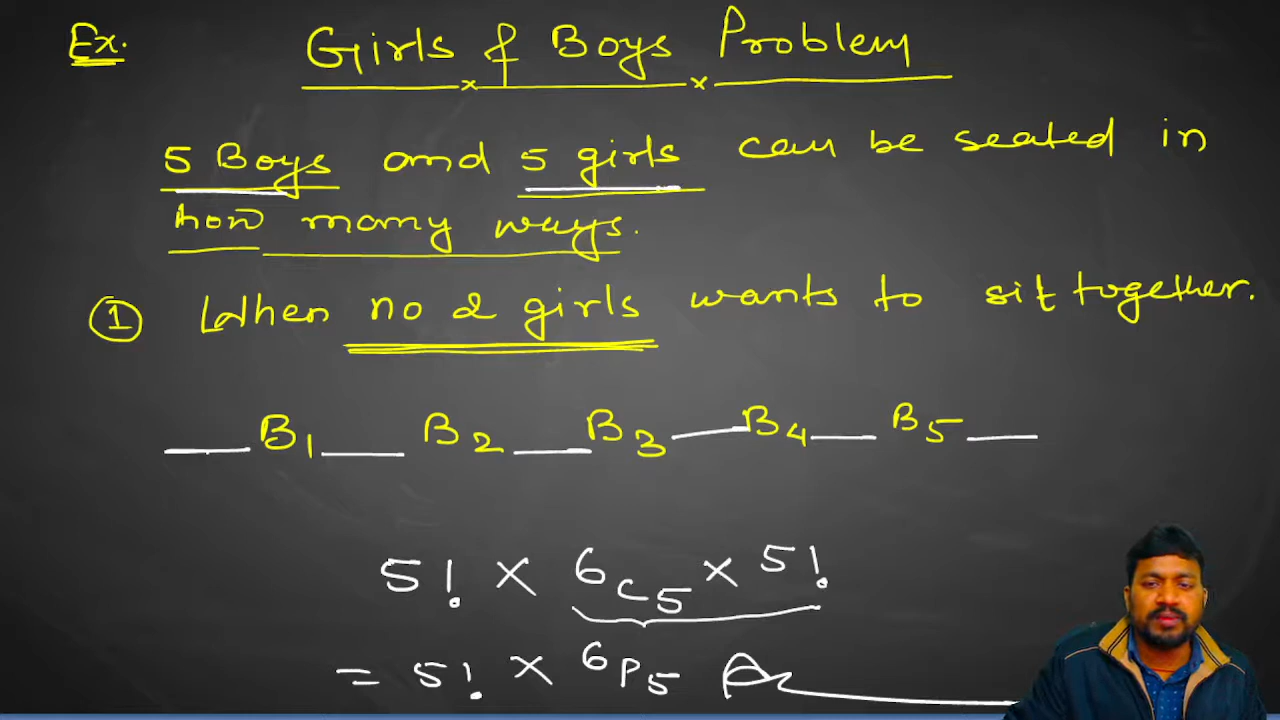 Ex. Girls & Boys Problem
5 Boys and 5 girls can be seated in
how many ways.
① When no 2 girls wants to sit together.
__ B1 __ B2 __ B3 __ B4 __ B5 __
5! × 6C5 × 5!
= 5! × 6P5